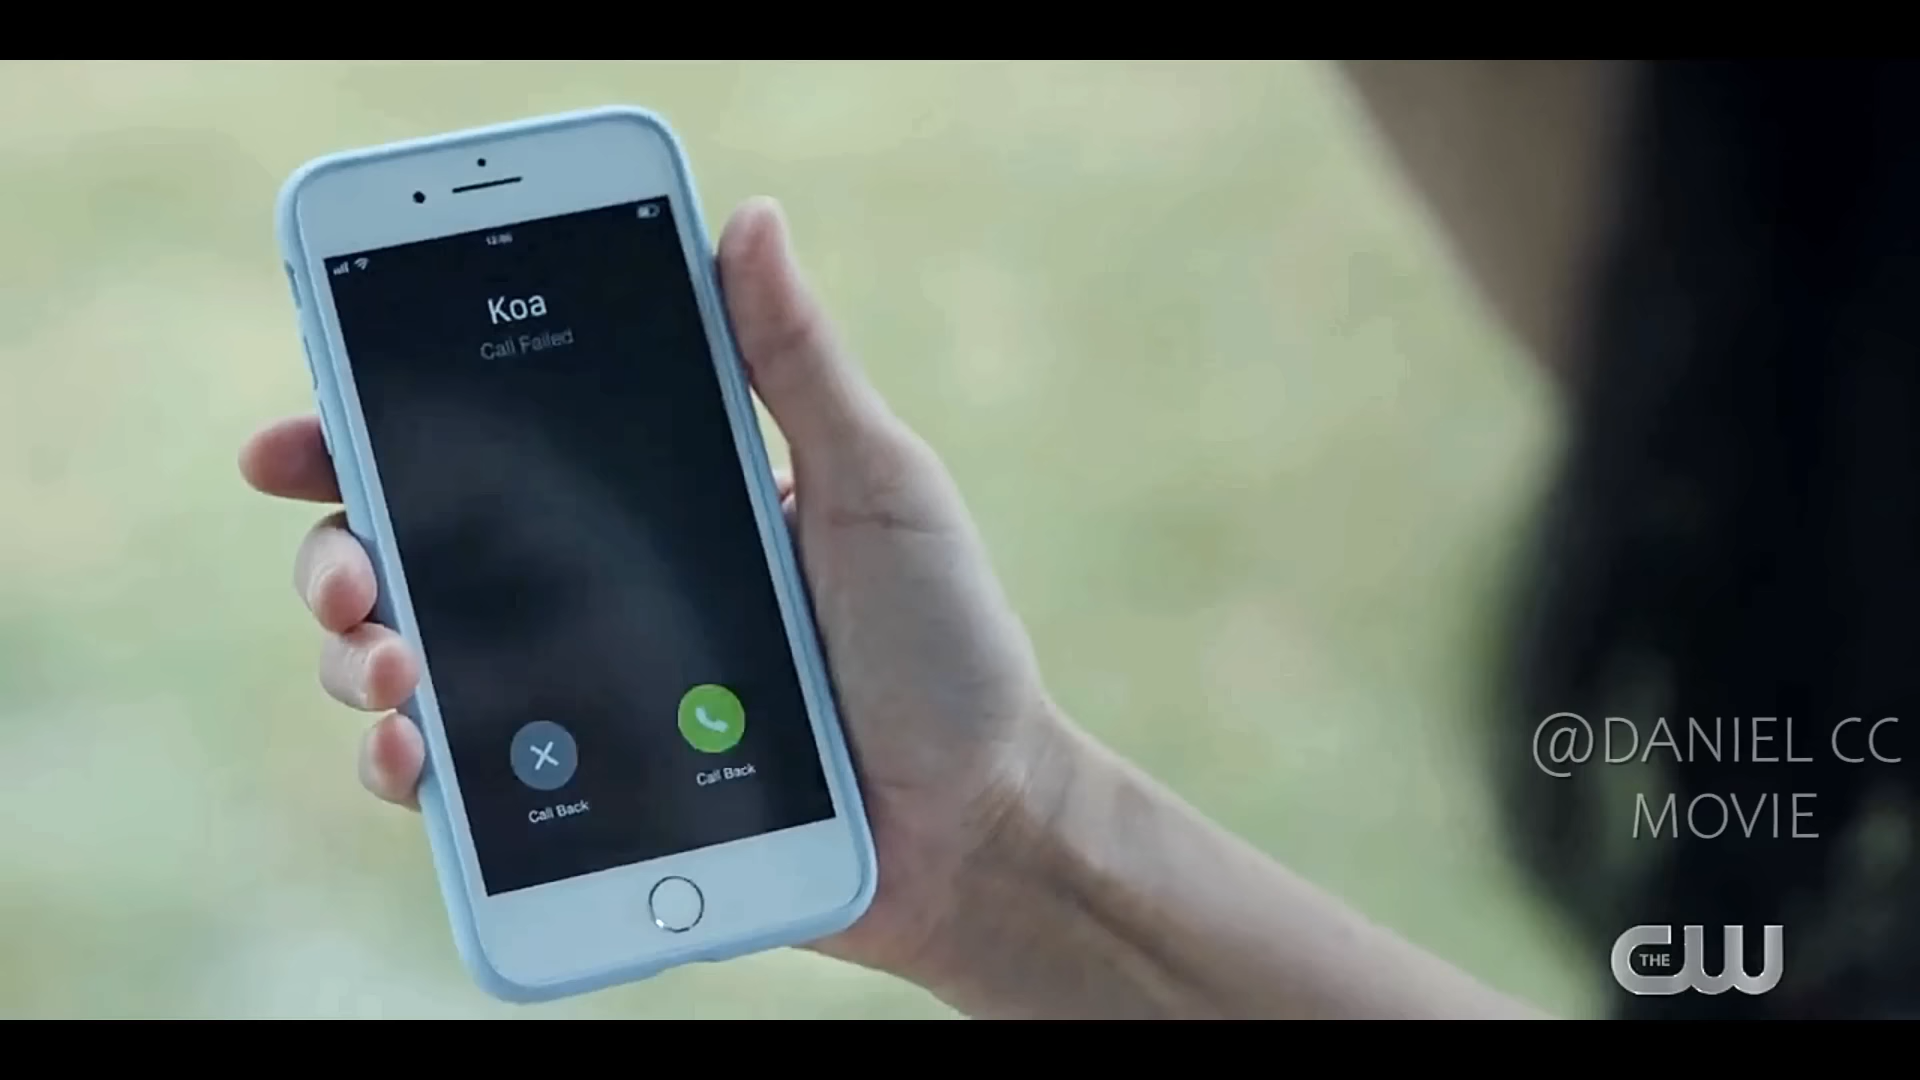 Koa
Call Failed
Call Back
Call Back
@DANIEL CC
MOVIE
THE CW